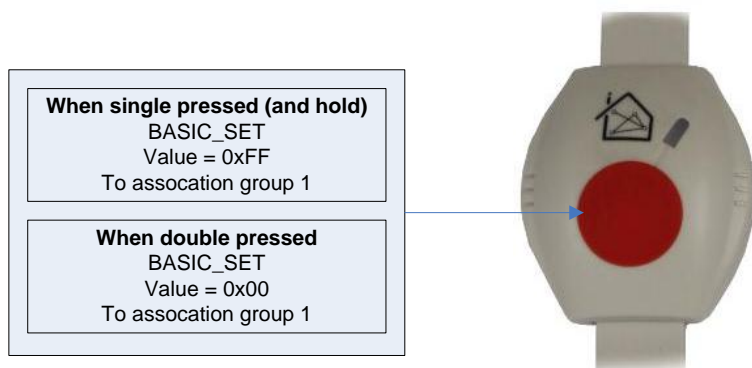 When single pressed (and hold)
BASIC_SET
Value = 0xFF
To assocation group 1
When double pressed
BASIC_SET
Value = 0x00
To assocation group 1